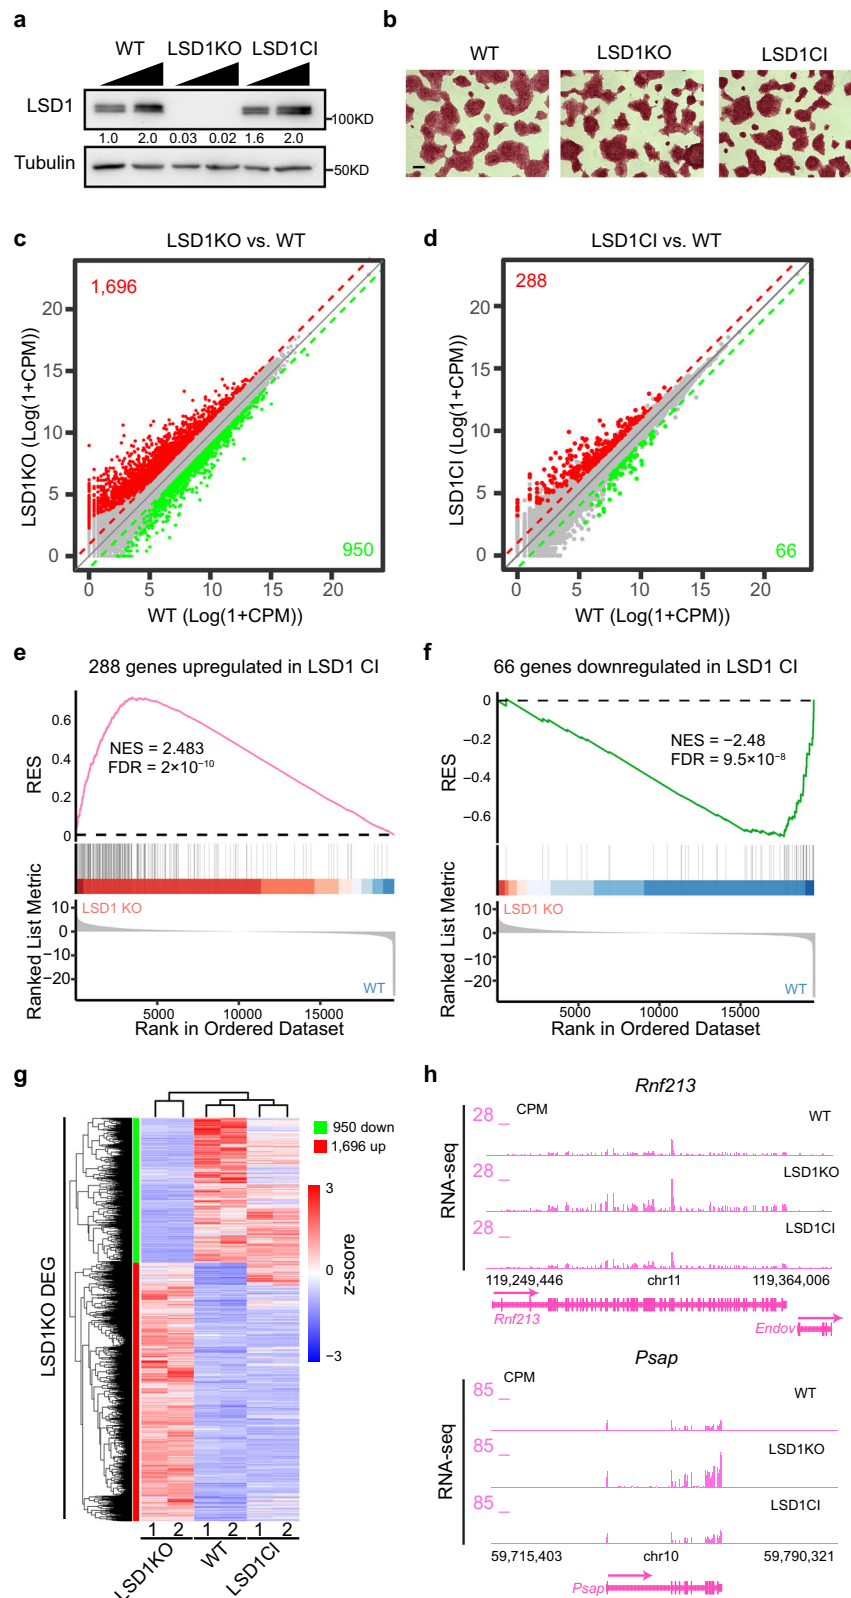 a
WT LSD1KO LSD1CI
LSD1
100KD
1.0 2.0 0.03 0.02 1.6 2.0
Tubulin
50KD
b
WT LSD1KO LSD1CI
c
LSD1KO vs. WT
1,696
950
LSD1KO (Log(1+CPM))
20
15
10
5
0
0 5 10 15 20
WT (Log(1+CPM))
d
LSD1CI vs. WT
288
66
LSD1CI (Log(1+CPM))
20
15
10
5
0
0 5 10 15 20
WT (Log(1+CPM))
e
288 genes upregulated in LSD1 CI
RES
0.6
0.4
0.2
0
NES = 2.483
FDR = 2×10⁻¹⁰
Ranked List Metric
10
0
−10
−20
LSD1 KO
WT
5000 10000 15000
Rank in Ordered Dataset
f
66 genes downregulated in LSD1 CI
RES
0
−0.2
−0.4
−0.6
NES = −2.48
FDR = 9.5×10⁻⁸
Ranked List Metric
10
0
−10
−20
LSD1 KO
WT
5000 10000 15000
Rank in Ordered Dataset
g
LSD1KO DEG
950 down
1,696 up
3
0
−3
z-score
1 2 1 2 1 2
LSD1KO WT LSD1CI
h
Rnf213
RNA-seq
28 CPM WT
28 LSD1KO
28 LSD1CI
119,249,446 chr11 119,364,006
Rnf213
Endov
Psap
RNA-seq
85 CPM WT
85 LSD1KO
85 LSD1CI
59,715,403 chr10 59,790,321
Psap